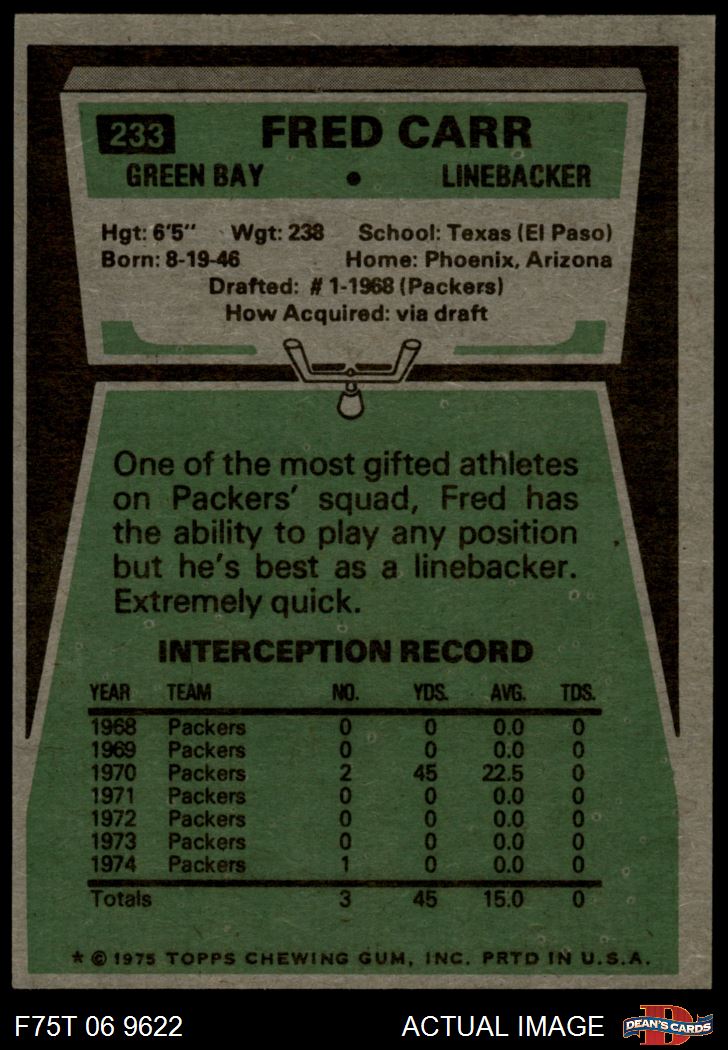 233 FRED CARR
GREEN BAY • LINEBACKER
Hgt: 6'5" Wgt: 238 School: Texas (El Paso)
Born: 8-19-46 Home: Phoenix, Arizona
Drafted: #1-1968 (Packers)
How Acquired: via draft
One of the most gifted athletes
on Packers' squad, Fred has
the ability to play any position
but he's best as a linebacker.
Extremely quick.
INTERCEPTION RECORD
YEAR TEAM NO. YDS. AVG. TDS.
1968 Packers 0 0 0.0 0
1969 Packers 0 0 0.0 0
1970 Packers 2 45 22.5 0
1971 Packers 0 0 0.0 0
1972 Packers 0 0 0.0 0
1973 Packers 0 0 0.0 0
1974 Packers 1 0 0.0 0
Totals 3 45 15.0 0
* © 1975 TOPPS CHEWING GUM, INC. PRTD IN U.S.A.
F75T 06 9622 ACTUAL IMAGE D DEAN'S CARDS